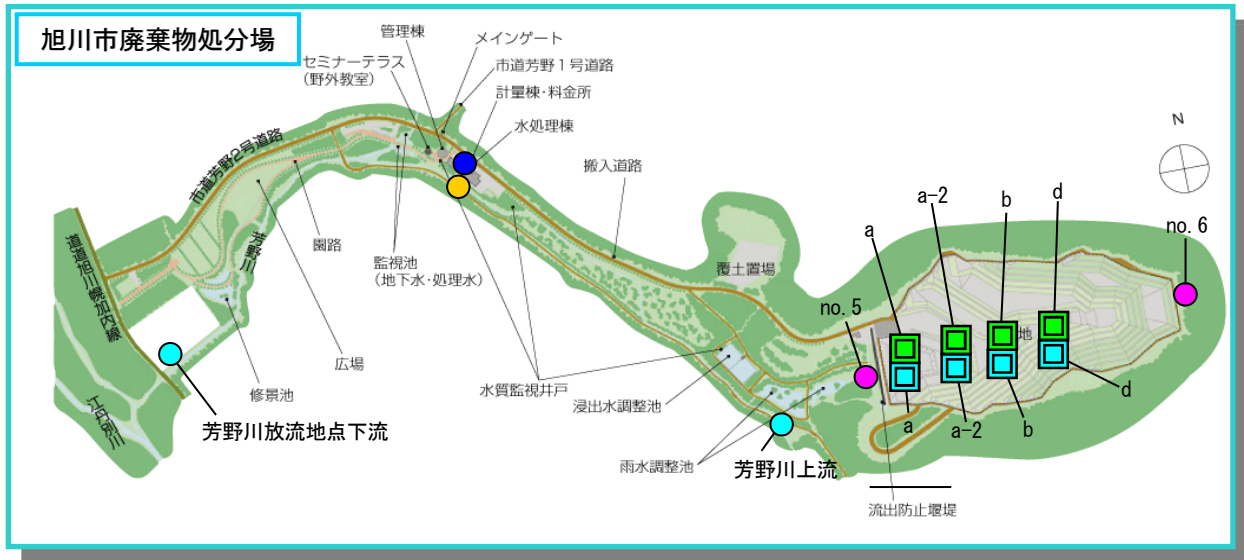 旭川市廃棄物処分場
管理棟
メインゲート
セミナーテラス
(野外教室)
市道芳野1号道路
計量棟・料金所
水処理棟
搬入道路
N
市道芳野2号道路
a
a-2
b
d
no. 6
道道旭川幌加内線
芳野川
園路
監視池
(地下水・処理水)
覆土置場
no. 5
地
広場
修景池
水質監視井戸
浸出水調整池
江丹別川
芳野川放流地点下流
a
a-2
b
d
雨水調整池
芳野川上流
流出防止堰堤